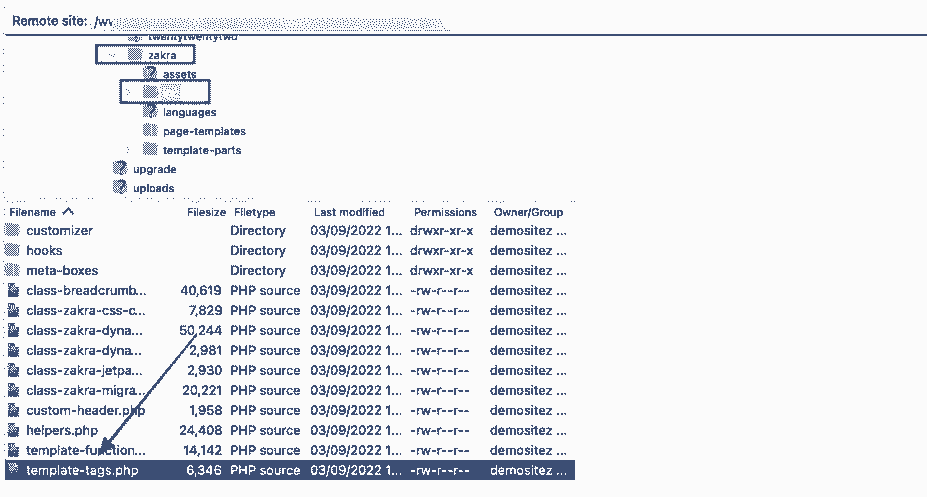 Remote site: /wv
twentytwentytwo
zakra
assets
languages
page-templates
template-parts
upgrade
uploads
Filename Filesize Filetype Last modified Permissions Owner/Group
customizer Directory 03/09/2022 1... drwxr-xr-x demositez ...
hooks Directory 03/09/2022 1... drwxr-xr-x demositez ...
meta-boxes Directory 03/09/2022 1... drwxr-xr-x demositez ...
class-breadcrumb... 40,619 PHP source 03/09/2022 1... -rw-r--r-- demositez ...
class-zakra-css-c... 7,829 PHP source 03/09/2022 1... -rw-r--r-- demositez ...
class-zakra-dyna... 50,244 PHP source 03/09/2022 1... -rw-r--r-- demositez ...
class-zakra-dyna... 2,981 PHP source 03/09/2022 1... -rw-r--r-- demositez ...
class-zakra-jetpa... 2,930 PHP source 03/09/2022 1... -rw-r--r-- demositez ...
class-zakra-migra... 20,221 PHP source 03/09/2022 1... -rw-r--r-- demositez ...
custom-header.php 1,958 PHP source 03/09/2022 1... -rw-r--r-- demositez ...
helpers.php 24,408 PHP source 03/09/2022 1... -rw-r--r-- demositez ...
template-function... 14,142 PHP source 03/09/2022 1... -rw-r--r-- demositez ...
template-tags.php 6,346 PHP source 03/09/2022 1... -rw-r--r-- demositez ...